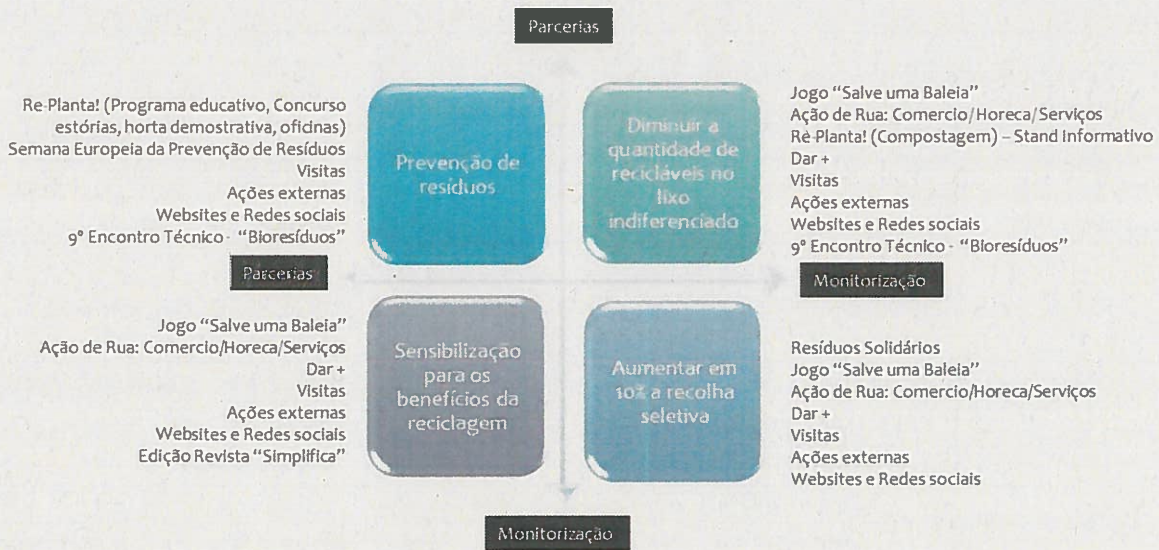 Parcerias
Re-Planta! (Programa educativo, Concurso
estórias, horta demostrativa, oficinas)
Semana Europeia da Prevenção de Resíduos
Visitas
Ações externas
Websites e Redes sociais
9º Encontro Técnico - "Bioresíduos"
Prevenção de
resíduos
Diminuir a
quantidade de
recicláveis no
lixo
indiferenciado
Jogo "Salve uma Baleia"
Ação de Rua: Comercio/Horeca/Serviços
Re-Planta! (Compostagem) – Stand Informativo
Dar +
Visitas
Ações externas
Websites e Redes sociais
9º Encontro Técnico - "Bioresíduos"
Parcerias
Monitorização
Jogo "Salve uma Baleia"
Ação de Rua: Comercio/Horeca/Serviços
Dar +
Visitas
Ações externas
Websites e Redes sociais
Edição Revista "Simplifica"
Sensibilização
para os
benefícios da
reciclagem
Aumentar em
10% a recolha
seletiva
Resíduos Solidários
Jogo "Salve uma Baleia"
Ação de Rua: Comercio/Horeca/Serviços
Dar +
Visitas
Ações externas
Websites e Redes sociais
Monitorização